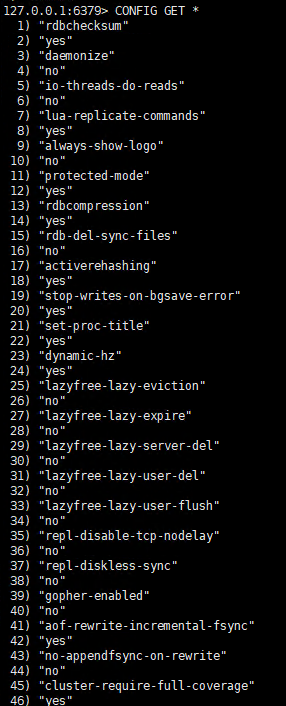 127.0.0.1:6379> CONFIG GET *
1) "rdbchecksum"
2) "yes"
3) "daemonize"
4) "no"
5) "io-threads-do-reads"
6) "no"
7) "lua-replicate-commands"
8) "yes"
9) "always-show-logo"
10) "no"
11) "protected-mode"
12) "yes"
13) "rdbcompression"
14) "yes"
15) "rdb-del-sync-files"
16) "no"
17) "activerehashing"
18) "yes"
19) "stop-writes-on-bgsave-error"
20) "yes"
21) "set-proc-title"
22) "yes"
23) "dynamic-hz"
24) "yes"
25) "lazyfree-lazy-eviction"
26) "no"
27) "lazyfree-lazy-expire"
28) "no"
29) "lazyfree-lazy-server-del"
30) "no"
31) "lazyfree-lazy-user-del"
32) "no"
33) "lazyfree-lazy-user-flush"
34) "no"
35) "repl-disable-tcp-nodelay"
36) "no"
37) "repl-diskless-sync"
38) "no"
39) "gopher-enabled"
40) "no"
41) "aof-rewrite-incremental-fsync"
42) "yes"
43) "no-appendfsync-on-rewrite"
44) "no"
45) "cluster-require-full-coverage"
46) "yes"